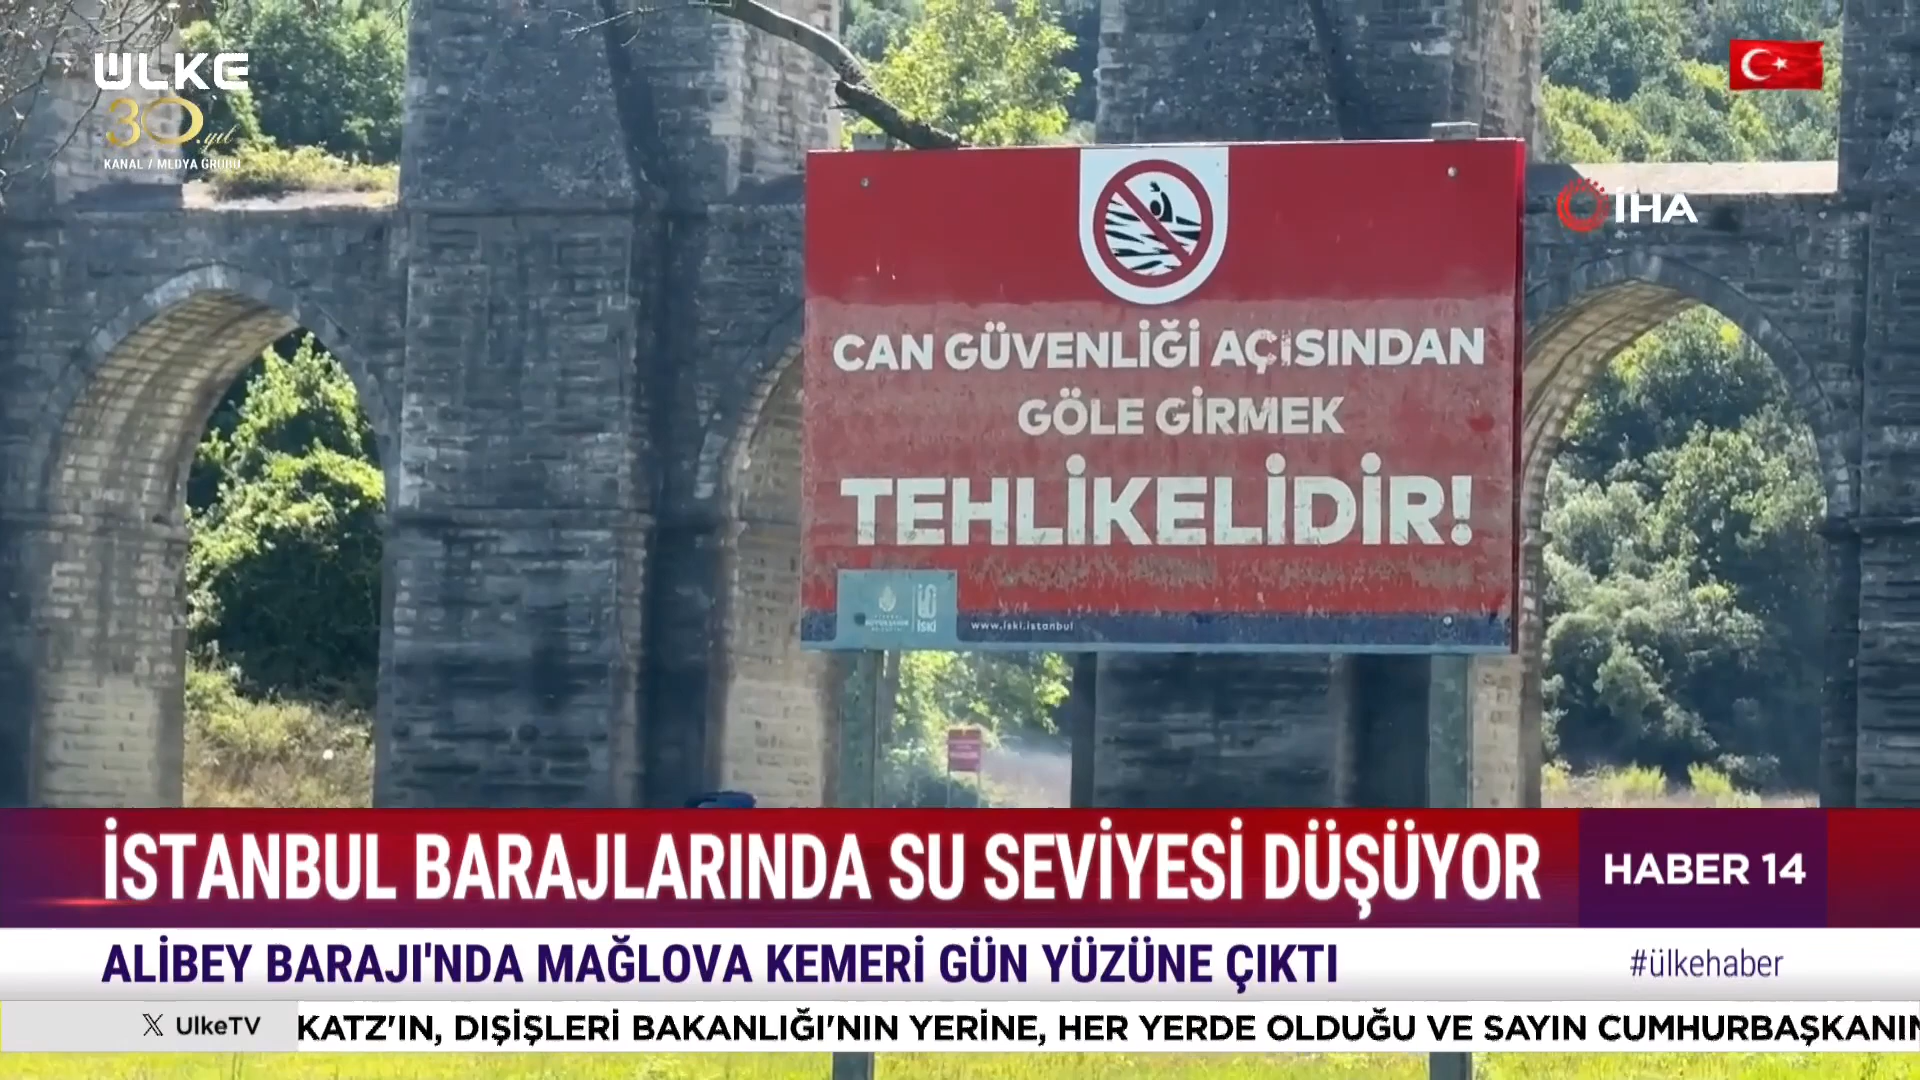 ÜLKE
30.yıl
KANAL / MEDYA GRUBU
İHA
CAN GÜVENLİĞİ AÇISINDAN
GÖLE GİRMEK
TEHLİKELİDİR!
İSKİ
www.iski.istanbul
İSTANBUL BARAJLARINDA SU SEVİYESİ DÜŞÜYOR
HABER 14
ALİBEY BARAJI'NDA MAĞLOVA KEMERİ GÜN YÜZÜNE ÇIKTI
#ülkehaber
X UlkeTV
KATZ'IN, DIŞİŞLERİ BAKANLIĞI'NIN YERİNE, HER YERDE OLDUĞU VE SAYIN CUMHURBAŞKANIN